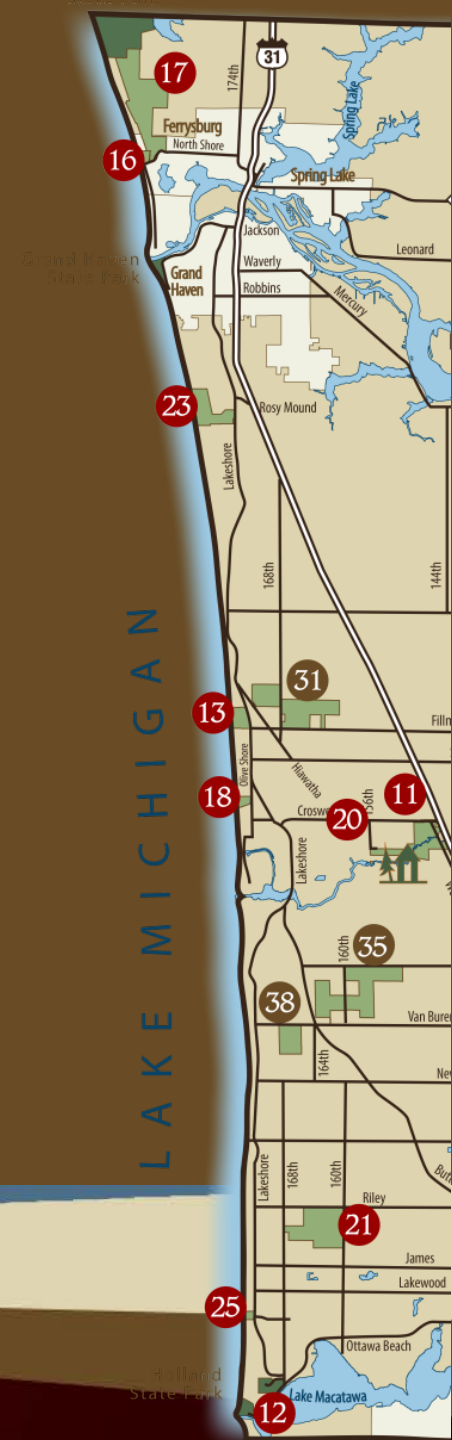 31
17
174th
Spring Lake
Ferrysburg
North Shore
16
Spring Lake
Jackson
Leonard
Grand Haven
State Park
Waverly
Grand
Haven
Robbins
Mercury
23
Rosy Mound
Lakeshore
168th
144th
LAKE MICHIGAN
31
13
Fillm
Olive Shore
Hiawatha
18
11
20
Lakeshore
160th
35
38
Van Buren
164th
Ne
Lakeshore
168th
160th
Butt
Riley
21
James
Lakewood
25
Ottawa Beach
Holland
State Park
Lake Macatawa
12